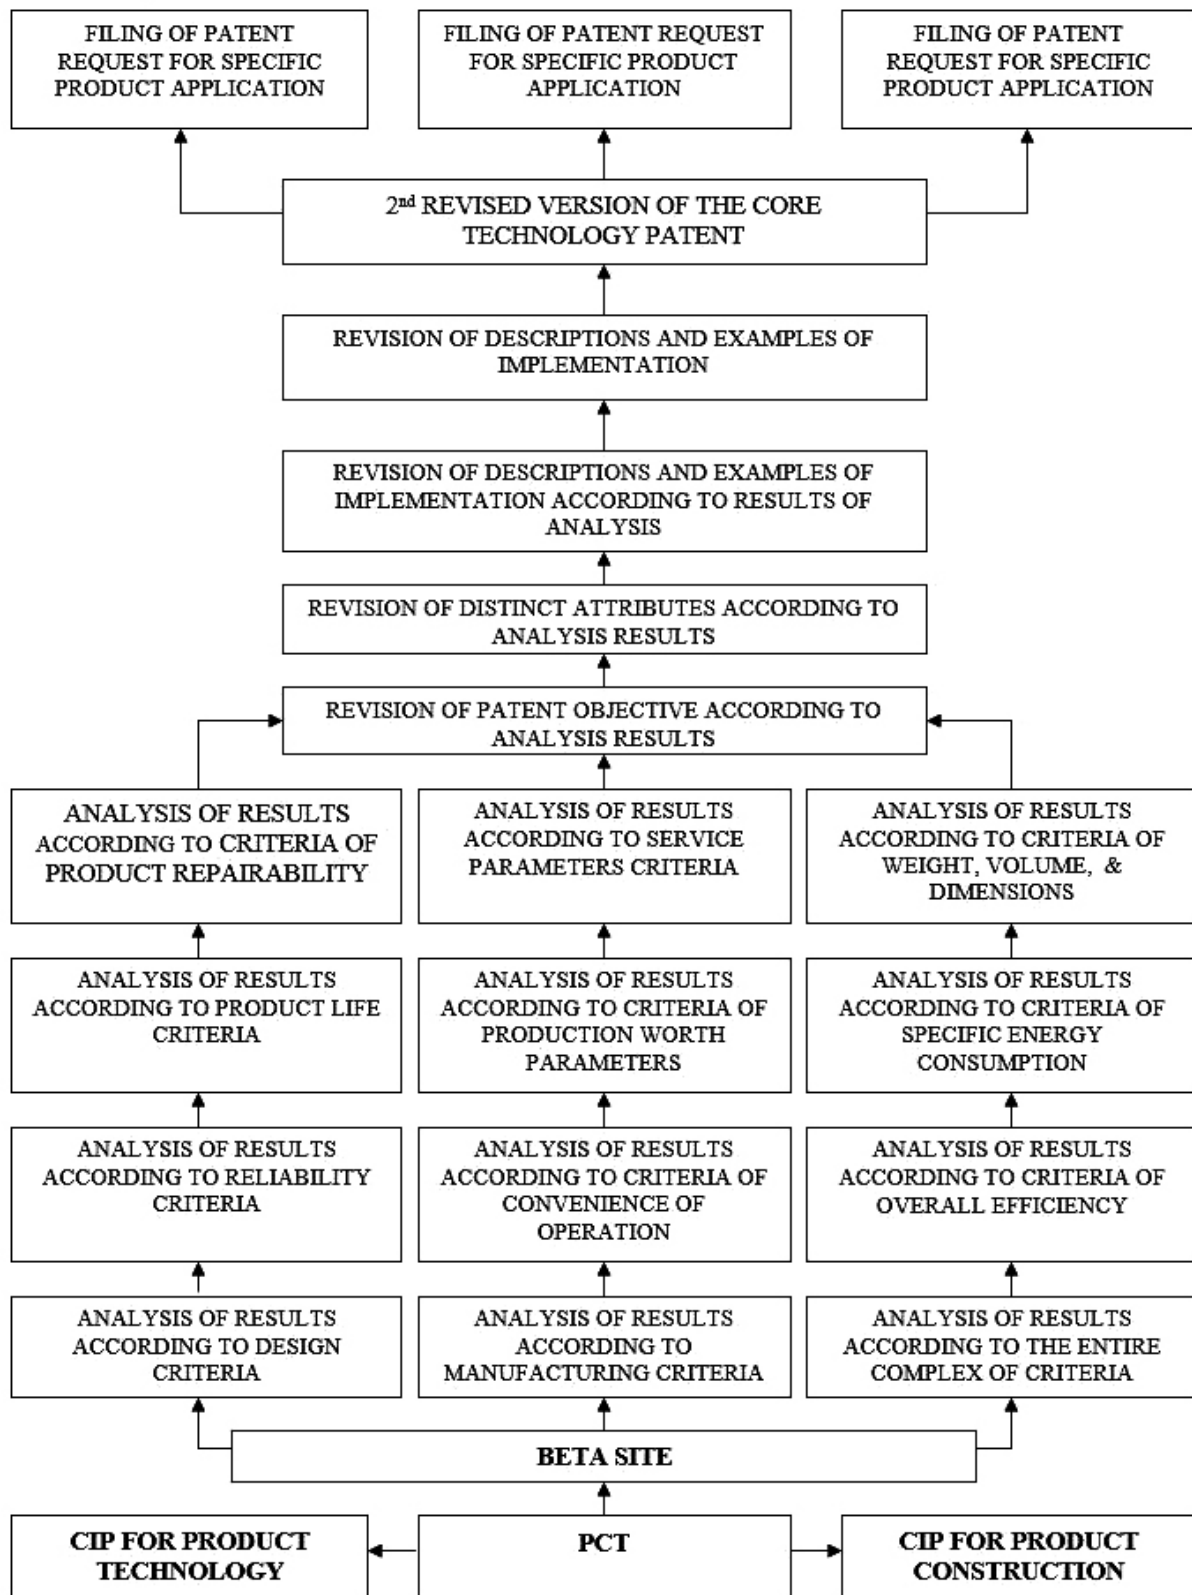 FILING OF PATENT
REQUEST FOR SPECIFIC
PRODUCT APPLICATION
FILING OF PATENT REQUEST
FOR SPECIFIC PRODUCT
APPLICATION
FILING OF PATENT
REQUEST FOR SPECIFIC
PRODUCT APPLICATION
2nd REVISED VERSION OF THE CORE
TECHNOLOGY PATENT
REVISION OF DESCRIPTIONS AND EXAMPLES OF
IMPLEMENTATION
REVISION OF DESCRIPTIONS AND EXAMPLES OF
IMPLEMENTATION ACCORDING TO RESULTS OF
ANALYSIS
REVISION OF DISTINCT ATTRIBUTES ACCORDING TO
ANALYSIS RESULTS
REVISION OF PATENT OBJECTIVE ACCORDING TO
ANALYSIS RESULTS
ANALYSIS OF RESULTS
ACCORDING TO CRITERIA OF
PRODUCT REPAIRABILITY
ANALYSIS OF RESULTS
ACCORDING TO SERVICE
PARAMETERS CRITERIA
ANALYSIS OF RESULTS
ACCORDING TO CRITERIA OF
WEIGHT, VOLUME, &
DIMENSIONS
ANALYSIS OF RESULTS
ACCORDING TO PRODUCT LIFE
CRITERIA
ANALYSIS OF RESULTS
ACCORDING TO CRITERIA OF
PRODUCTION WORTH
PARAMETERS
ANALYSIS OF RESULTS
ACCORDING TO CRITERIA OF
SPECIFIC ENERGY
CONSUMPTION
ANALYSIS OF RESULTS
ACCORDING TO RELIABILITY
CRITERIA
ANALYSIS OF RESULTS
ACCORDING TO CRITERIA OF
CONVENIENCE OF
OPERATION
ANALYSIS OF RESULTS
ACCORDING TO CRITERIA OF
OVERALL EFFICIENCY
ANALYSIS OF RESULTS
ACCORDING TO DESIGN
CRITERIA
ANALYSIS OF RESULTS
ACCORDING TO
MANUFACTURING CRITERIA
ANALYSIS OF RESULTS
ACCORDING TO THE ENTIRE
COMPLEX OF CRITERIA
BETA SITE
CIP FOR PRODUCT
TECHNOLOGY
PCT
CIP FOR PRODUCT
CONSTRUCTION